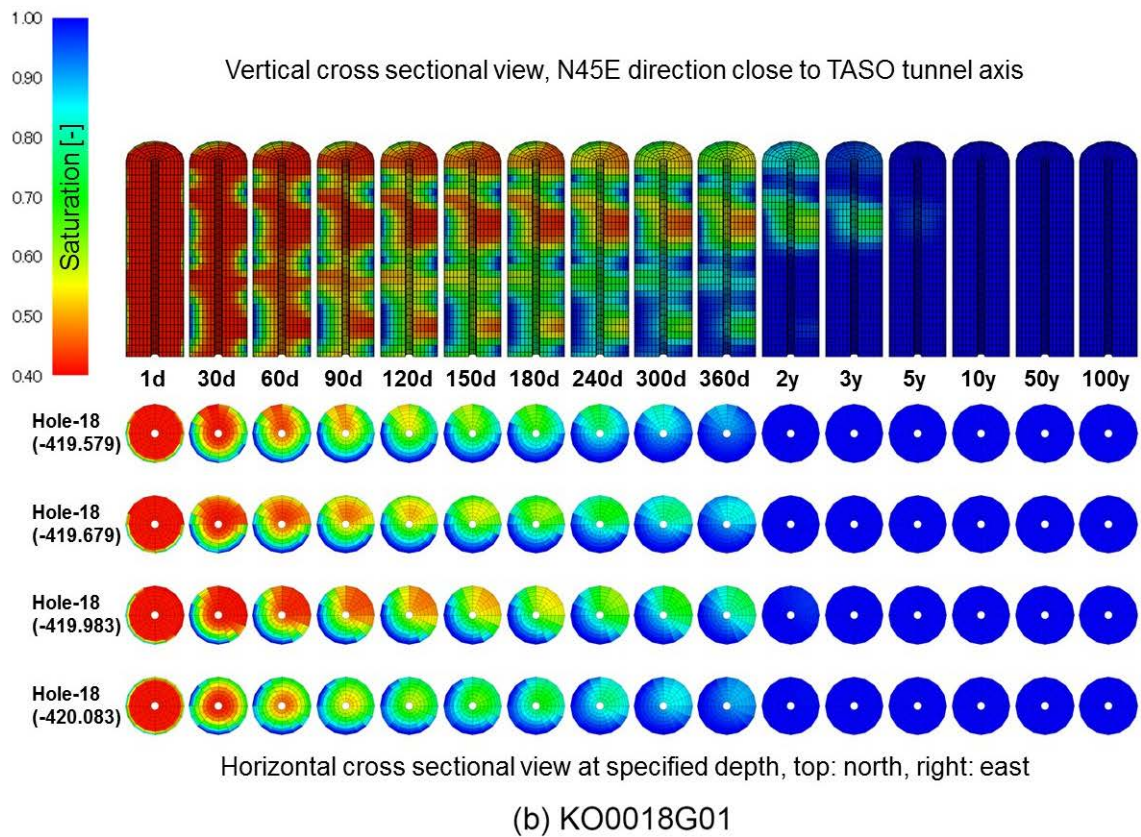 1.00
0.90
0.80
0.70
0.60
0.50
0.40
Saturation [-]
Vertical cross sectional view, N45E direction close to TASO tunnel axis
1d 30d 60d 90d 120d 150d 180d 240d 300d 360d 2y 3y 5y 10y 50y 100y
Hole-18
(-419.579)
Hole-18
(-419.679)
Hole-18
(-419.983)
Hole-18
(-420.083)
Horizontal cross sectional view at specified depth, top: north, right: east
(b) KO0018G01